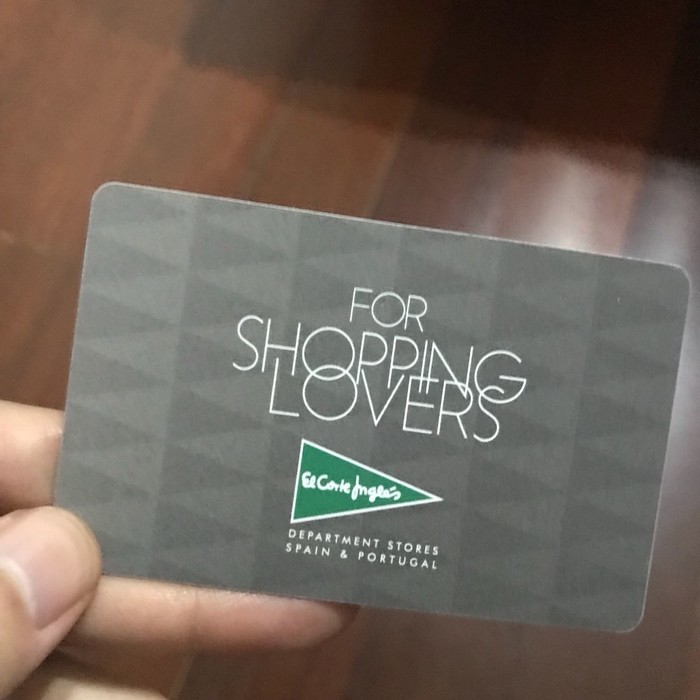 FOR
SHOPPING
LOVERS
El Corte Inglés
DEPARTMENT STORES
SPAIN & PORTUGAL